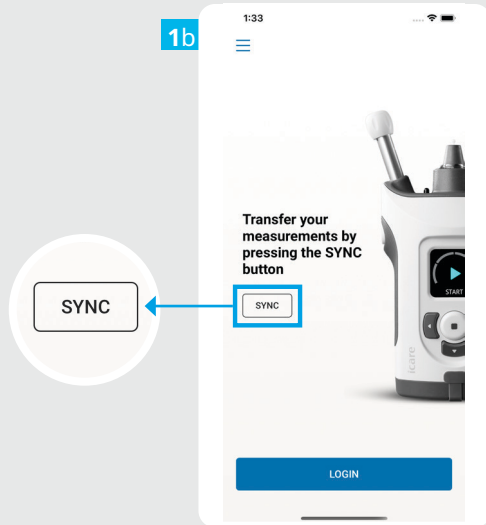 1b
1:33
Transfer your
measurements by
pressing the SYNC
button
SYNC
SYNC
START
icare
LOGIN